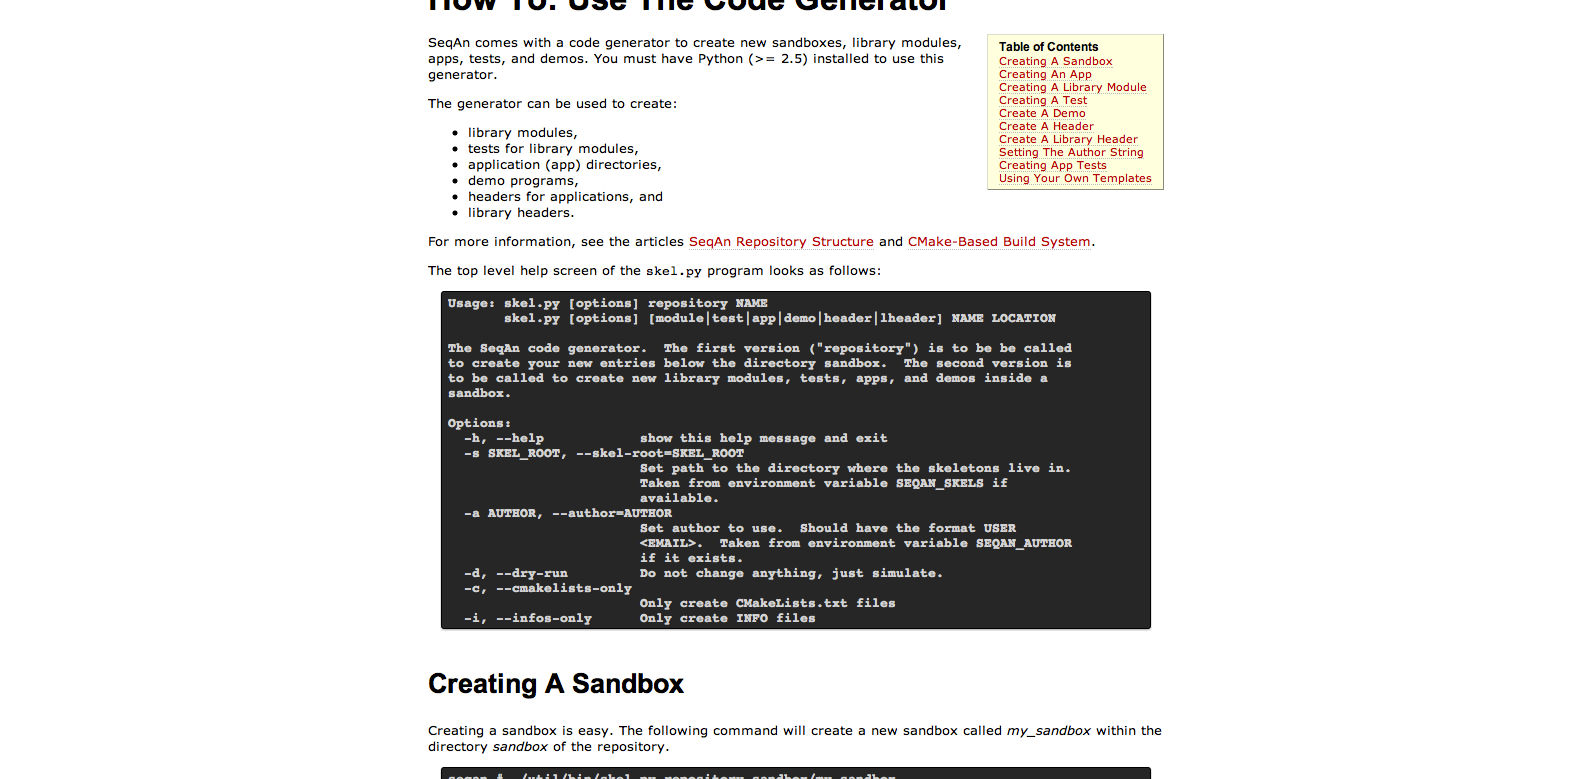 How To: Use The Code Generator
SeqAn comes with a code generator to create new sandboxes, library modules,
apps, tests, and demos. You must have Python (>= 2.5) installed to use this
generator.
Table of Contents
Creating A Sandbox
Creating An App
Creating A Library Module
Creating A Test
Create A Demo
Create A Header
Create A Library Header
Setting The Author String
Creating App Tests
Using Your Own Templates
The generator can be used to create:
• library modules,
• tests for library modules,
• application (app) directories,
• demo programs,
• headers for applications, and
• library headers.
For more information, see the articles SeqAn Repository Structure and CMake-Based Build System.
The top level help screen of the skel.py program looks as follows:
Usage: skel.py [options] repository NAME
       skel.py [options] [module|test|app|demo|header|lheader] NAME LOCATION
The SeqAn code generator.  The first version ("repository") is to be be called
to create your new entries below the directory sandbox.  The second version is
to be called to create new library modules, tests, apps, and demos inside a
sandbox.
Options:
  -h, --help            show this help message and exit
  -s SKEL_ROOT, --skel-root=SKEL_ROOT
                        Set path to the directory where the skeletons live in.
                        Taken from environment variable SEQAN_SKELS if
                        available.
  -a AUTHOR, --author=AUTHOR
                        Set author to use.  Should have the format USER
                        <EMAIL>.  Taken from environment variable SEQAN_AUTHOR
                        if it exists.
  -d, --dry-run         Do not change anything, just simulate.
  -c, --cmakelists-only
                        Only create CMakeLists.txt files
  -i, --infos-only      Only create INFO files
Creating A Sandbox
Creating a sandbox is easy. The following command will create a new sandbox called my_sandbox within the
directory sandbox of the repository.